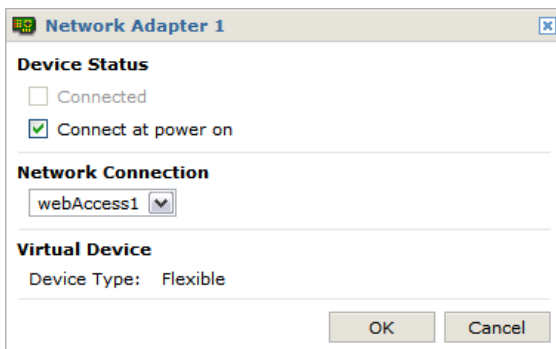 Network Adapter 1
Device Status
Connected
Connect at power on
Network Connection
webAccess1
Virtual Device
Device Type: Flexible
OK Cancel